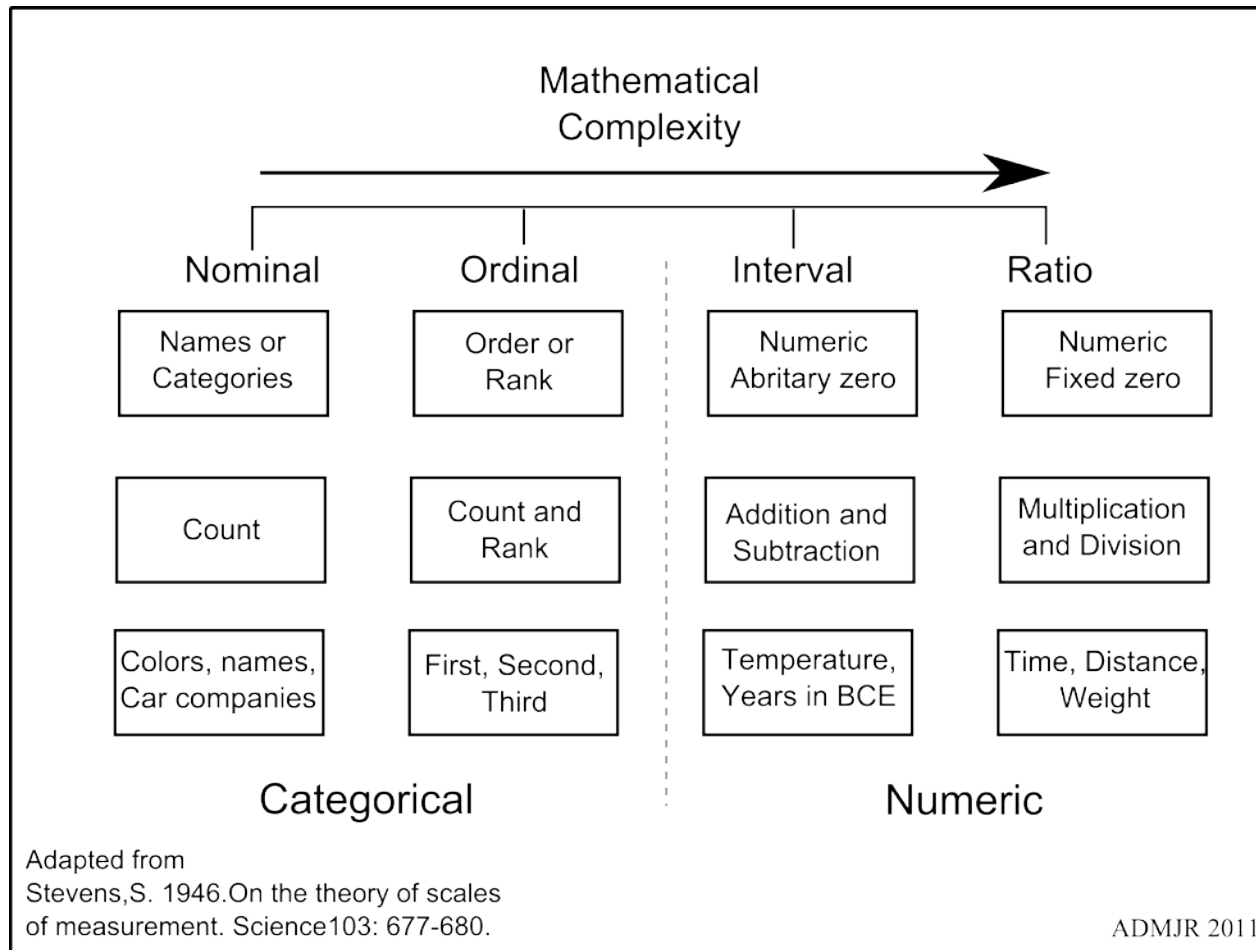 Mathematical
Complexity
Nominal
Ordinal
Interval
Ratio
Names or
Categories
Order or
Rank
Numeric
Abritary zero
Numeric
Fixed zero
Count
Count and
Rank
Addition and
Subtraction
Multiplication
and Division
Colors, names,
Car companies
First, Second,
Third
Temperature,
Years in BCE
Time, Distance,
Weight
Categorical
Numeric
Adapted from
Stevens,S. 1946.On the theory of scales
of measurement. Science103: 677-680.
ADMJR 2011